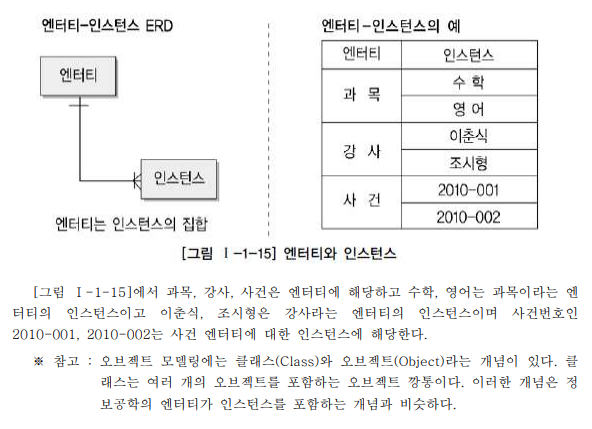 엔터티-인스턴스 ERD
엔터티
인스턴스
엔터티는 인스턴스의 집합
엔터티-인스턴스의 예
엔터티 인스턴스
과 목 수 학
영 어
강 사 이춘식
조시형
사 건 2010-001
2010-002
[그림 Ⅰ-1-15] 엔터티와 인스턴스
[그림 Ⅰ-1-15]에서 과목, 강사, 사건은 엔터티에 해당하고 수학, 영어는 과목이라는 엔
터티의 인스턴스이고 이춘식, 조시형은 강사라는 엔터티의 인스턴스이며 사건번호인
2010-001, 2010-002는 사건 엔터티에 대한 인스턴스에 해당한다.
※ 참고 : 오브젝트 모델링에는 클래스(Class)와 오브젝트(Object)라는 개념이 있다. 클
래스는 여러 개의 오브젝트를 포함하는 오브젝트 깡통이다. 이러한 개념은 정
보공학의 엔터티가 인스턴스를 포함하는 개념과 비슷하다.